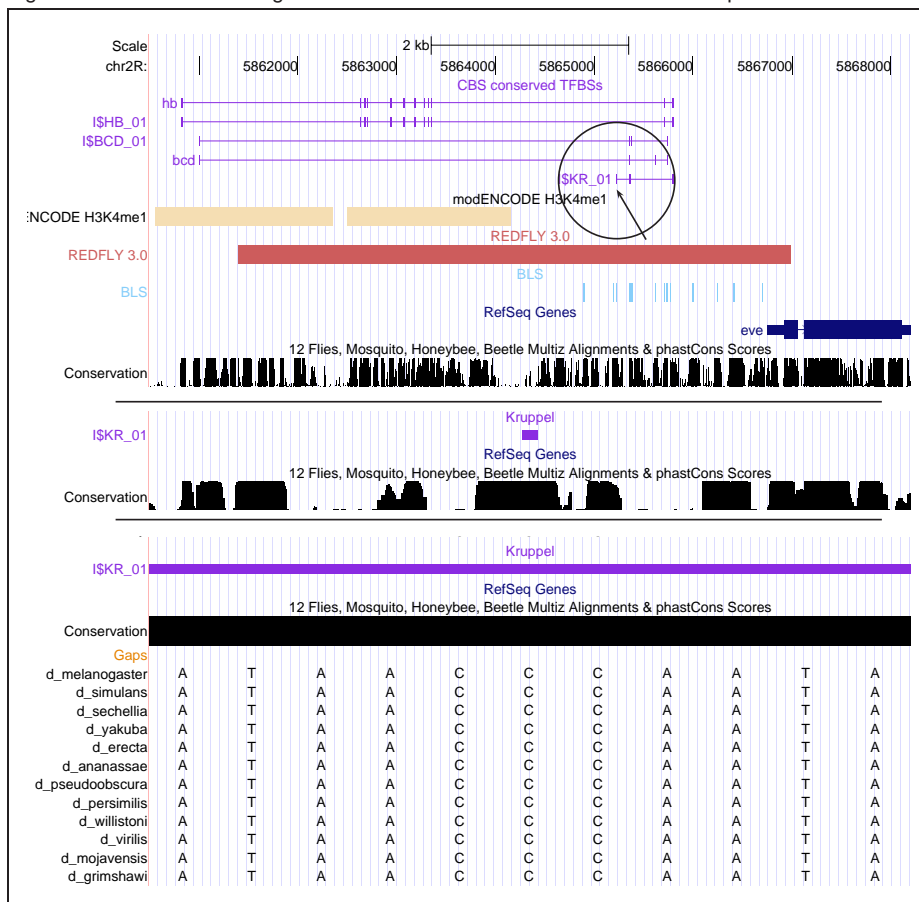 Scale 2 kb
chr2R: 5862000 5863000 5864000 5865000 5866000 5867000 5868000
CBS conserved TFBSs
hb
I$HB_01
I$BCD_01
bcd
$KR_01
modENCODE H3K4me1
ENCODE H3K4me1
REDFLY 3.0
REDFLY 3.0
BLS
BLS
RefSeq Genes
eve
12 Flies, Mosquito, Honeybee, Beetle Multiz Alignments & phastCons Scores
Conservation
Kruppel
I$KR_01
RefSeq Genes
12 Flies, Mosquito, Honeybee, Beetle Multiz Alignments & phastCons Scores
Conservation
Kruppel
I$KR_01
RefSeq Genes
12 Flies, Mosquito, Honeybee, Beetle Multiz Alignments & phastCons Scores
Conservation
Gaps
d_melanogaster A T A A C C C A A T A
d_simulans A T A A C C C A A T A
d_sechellia A T A A C C C A A T A
d_yakuba A T A A C C C A A T A
d_erecta A T A A C C C A A T A
d_ananassae A T A A C C C A A T A
d_pseudoobscura A T A A C C C A A T A
d_persimilis A T A A C C C A A T A
d_willistoni A T A A C C C A A T A
d_virilis A T A A C C C A A T A
d_mojavensis A T A A C C C A A T A
d_grimshawi A T A A C C C A A T A